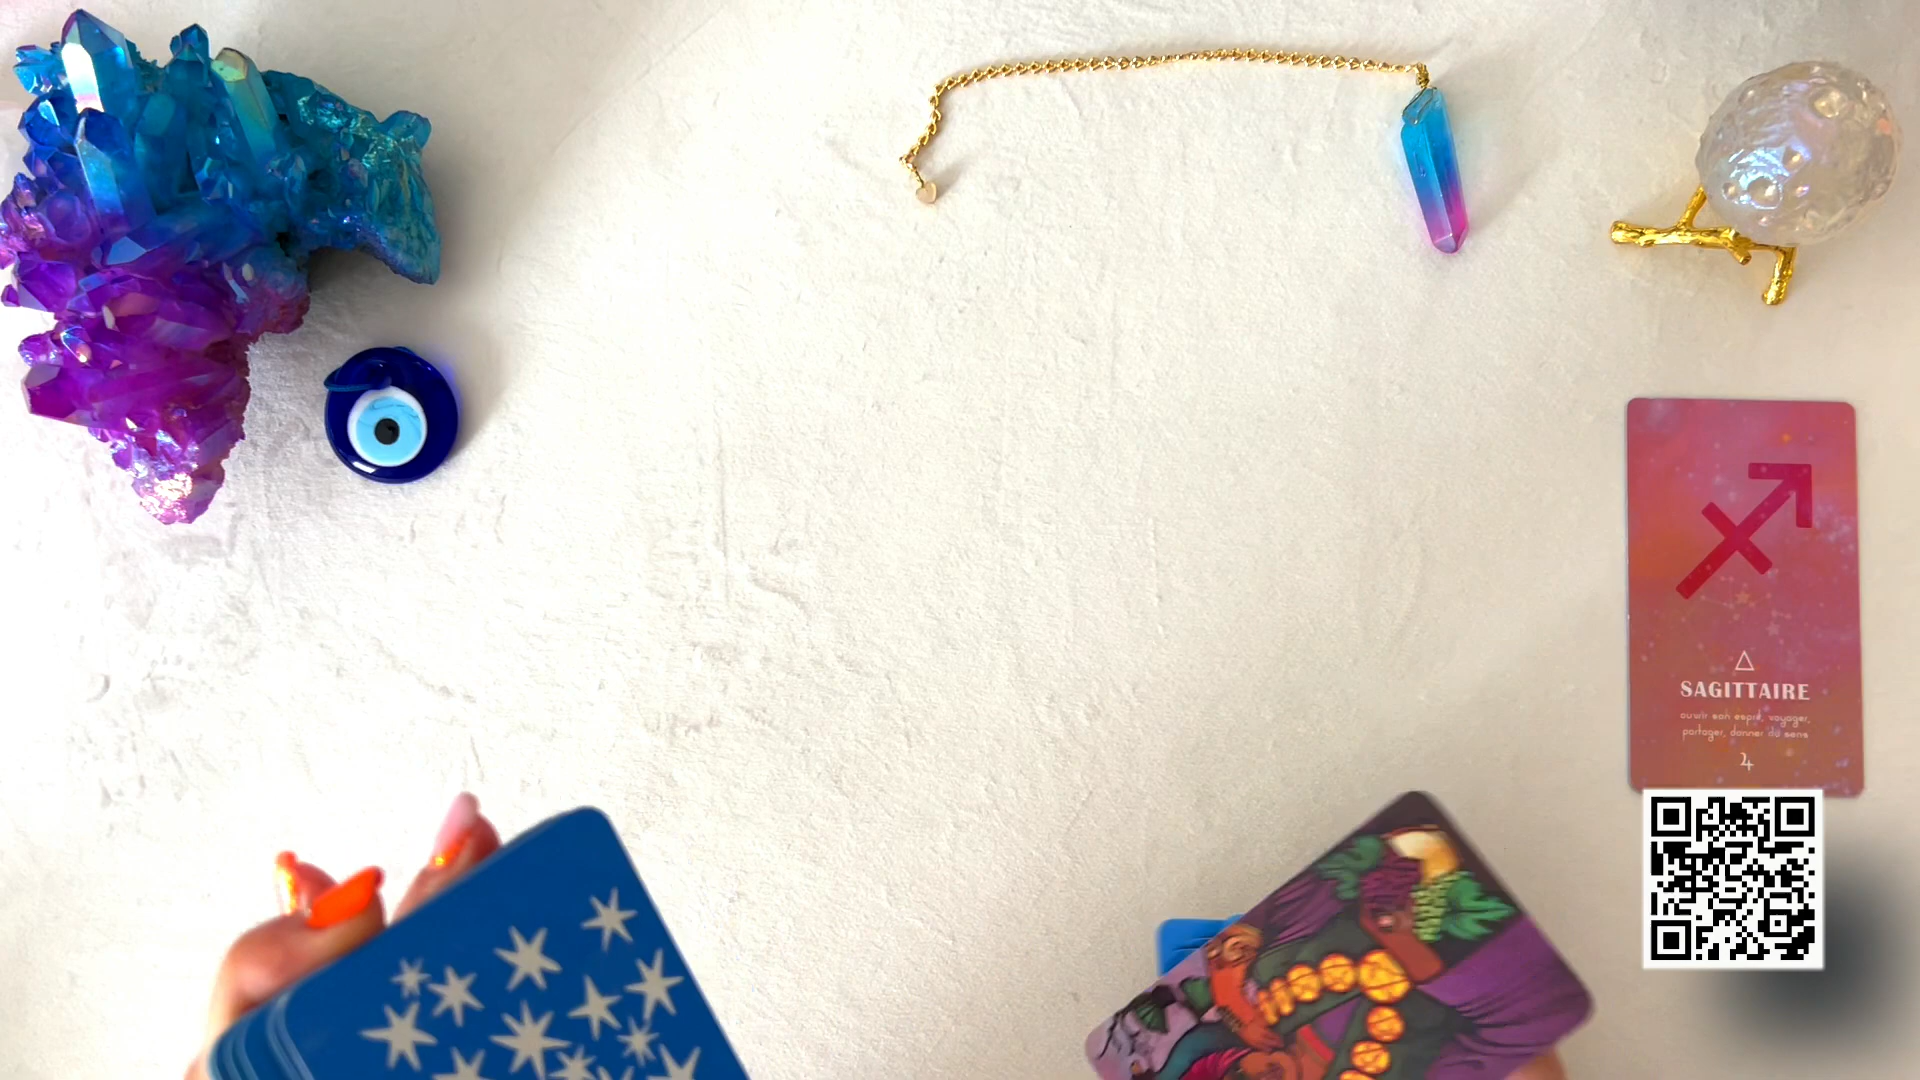 SAGITTAIRE
ouvrir son esprit, voyager,
partager, donner du sens